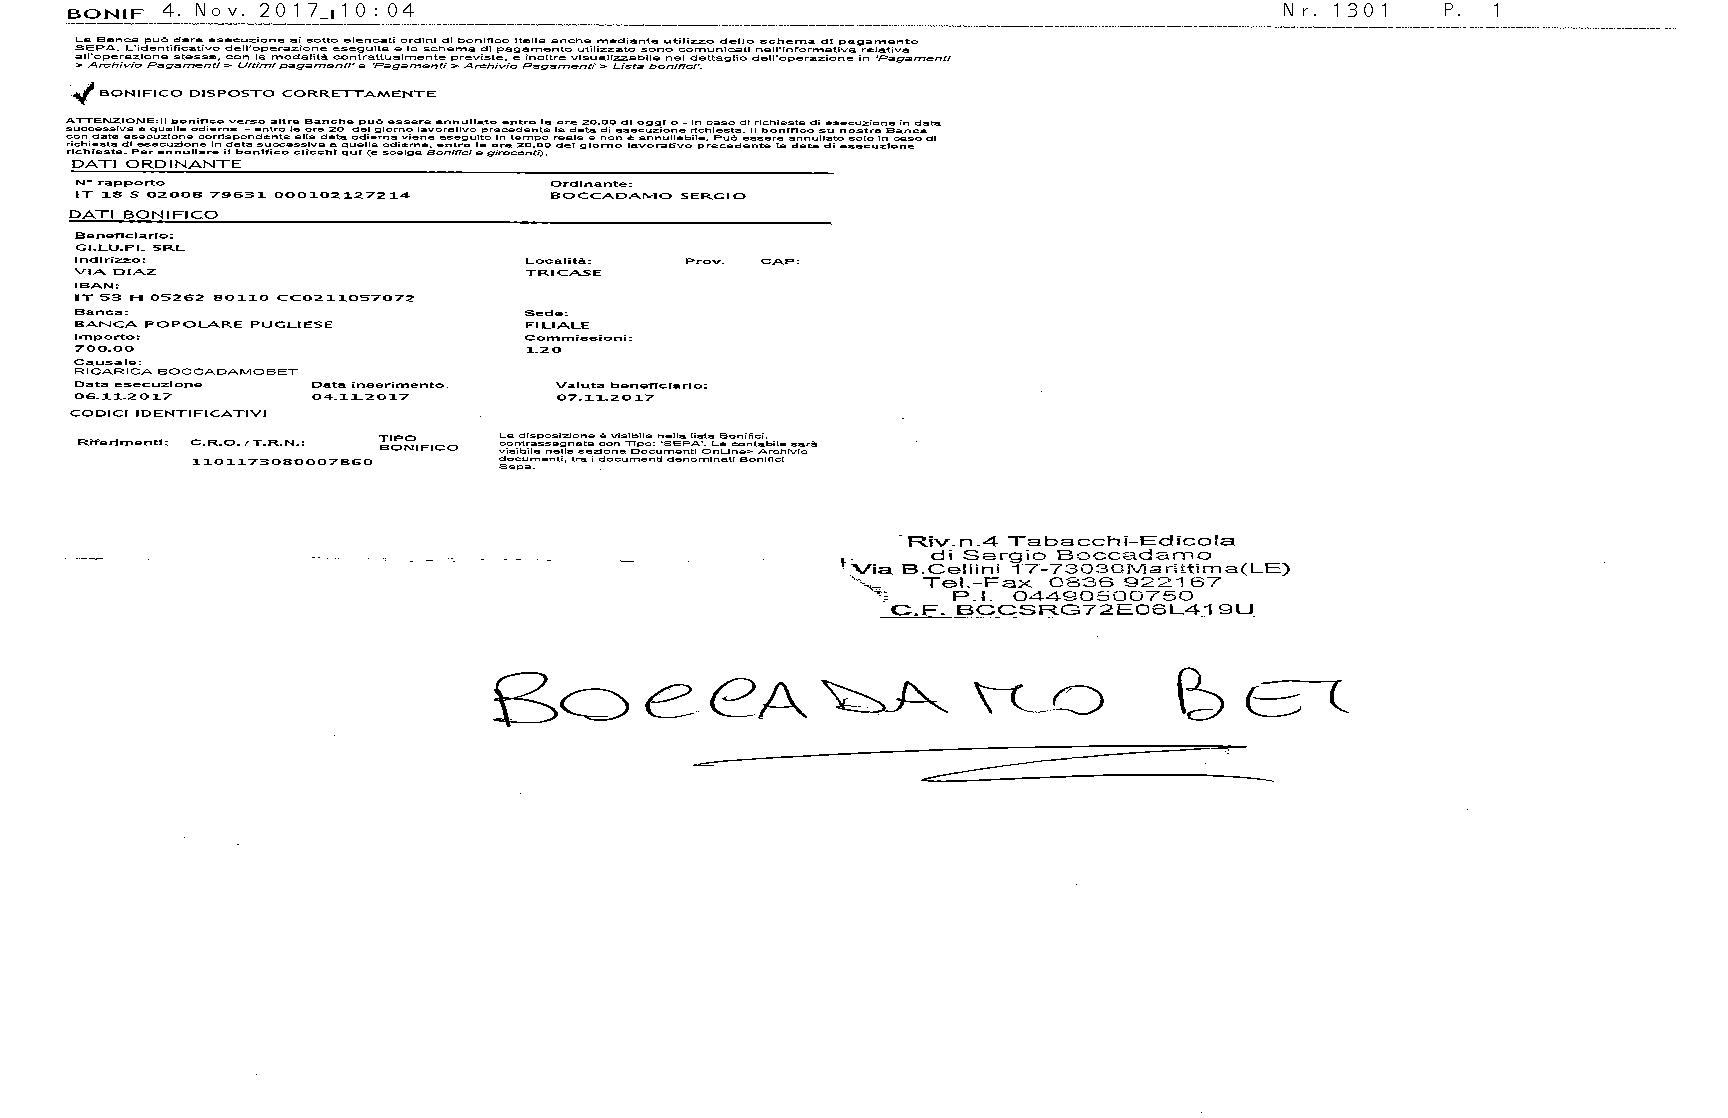 BONIF 4. Nov. 2017 10:04 Nr. 1301 P. 1
La Banca può dare esecuzione ai sotto elencati ordini di bonifico Italia anche mediante utilizzo dello schema di pagamento
SEPA. L'identificativo dell'operazione eseguita e lo schema di pagamento utilizzato sono comunicati nell'informativa relativa
all'operazione stessa, con le modalità contrattualmente previste, e inoltre visualizzabile nel dettaglio dell'operazione in 'Pagamenti
> Archivio Pagamenti > Ultimi pagamenti' e 'Pagamenti > Archivio Pagamenti > Lista bonifici'.
BONIFICO DISPOSTO CORRETTAMENTE
ATTENZIONE: Il bonifico verso altre Banche può essere annullato entro le ore 20.00 di oggi o - in caso di richiesta di esecuzione in data
successiva a quella odierna - entro le ore 20 del giorno lavorativo precedente la data di esecuzione richiesta. Il bonifico su nostra Banca
con data esecuzione corrispondente alla data odierna viene eseguito in tempo reale e non è annullabile. Può essere annullato solo in caso di
richiesta di esecuzione in data successiva a quella odierna, entro le ore 20.00 del giorno lavorativo precedente la data di esecuzione
richiesta. Per annullare il bonifico clicchi qui (e scelga Bonifici e giroconti).
DATI ORDINANTE
N° rapporto Ordinante:
IT 18 S 02008 79631 000102127214 BOCCADAMO SERGIO
DATI BONIFICO
Beneficiario:
GI.LU.PI. SRL
Indirizzo: Località: Prov. CAP:
VIA DIAZ TRICASE
IBAN:
IT 53 H 05262 80110 CC0211057072
Banca: Sede:
BANCA POPOLARE PUGLIESE FILIALE
Importo: Commissioni:
700.00 1.20
Causale:
RICARICA BOCCADAMOBET
Data esecuzione Data inserimento. Valuta beneficiario:
06.11.2017 04.11.2017 07.11.2017
CODICI IDENTIFICATIVI
Riferimenti: C.R.O./T.R.N.: TIPO BONIFICO
1101173080007860
La disposizione è visibile nella lista Bonifici,
contrassegnata con Tipo: 'SEPA'. La contabile sarà
visibile nella sezione Documenti OnLine> Archivio
documenti, tra i documenti denominati Bonifici
Sepa.
Riv.n.4 Tabacchi-Edicola
di Sergio Boccadamo
Via B.Cellini 17-73030Marittima(LE)
Tel.-Fax 0836 922167
P.I. 04490500750
C.F. BCCSRG72E06L419U
BOCCADAMO BET